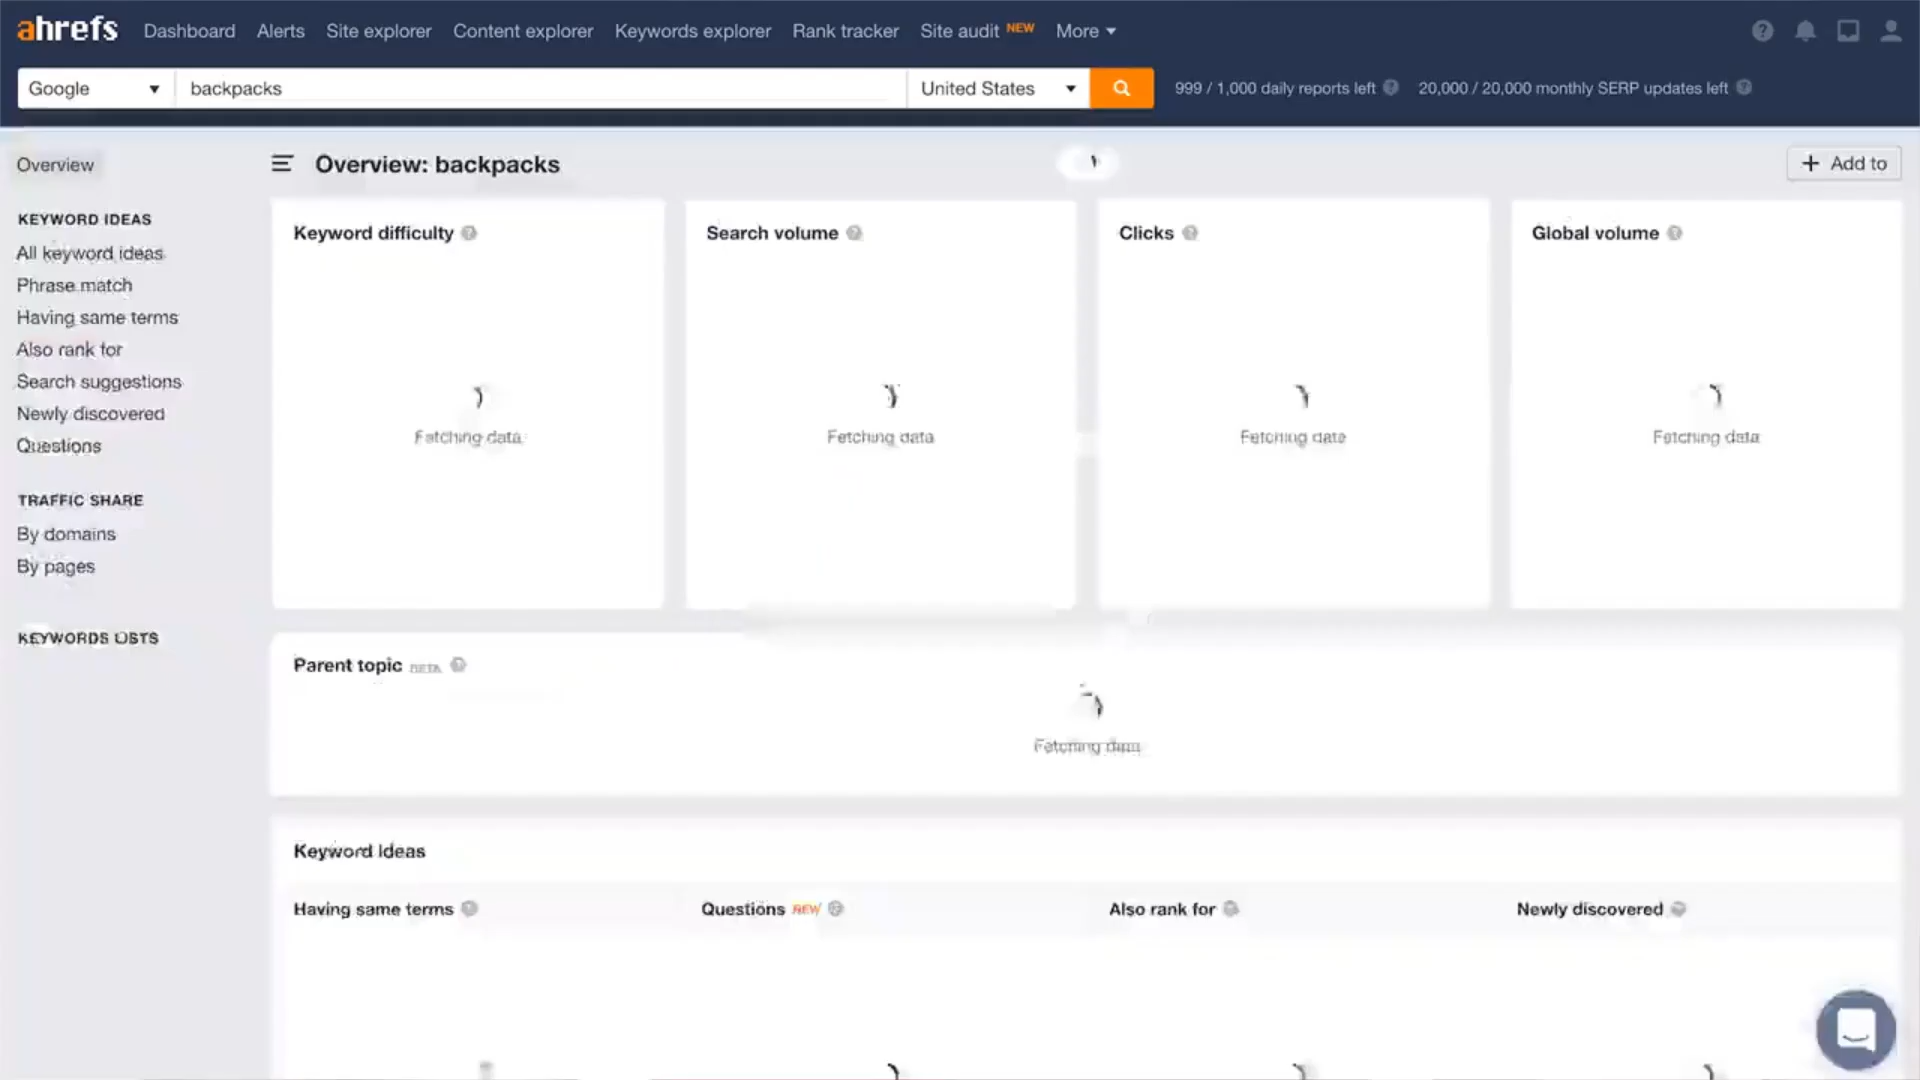 ahrefs Dashboard Alerts Site explorer Content explorer Keywords explorer Rank tracker Site audit NEW More
Google backpacks United States 999 / 1,000 daily reports left 20,000 / 20,000 monthly SERP updates left
Overview
Overview: backpacks
+ Add to
KEYWORD IDEAS
All keyword ideas
Phrase match
Having same terms
Also rank for
Search suggestions
Newly discovered
Questions
TRAFFIC SHARE
By domains
By pages
KEYWORDS LISTS
Keyword difficulty
Fetching data
Search volume
Fetching data
Clicks
Fetching data
Global volume
Fetching data
Parent topic BETA
Fetching data
Keyword Ideas
Having same terms Questions NEW Also rank for Newly discovered